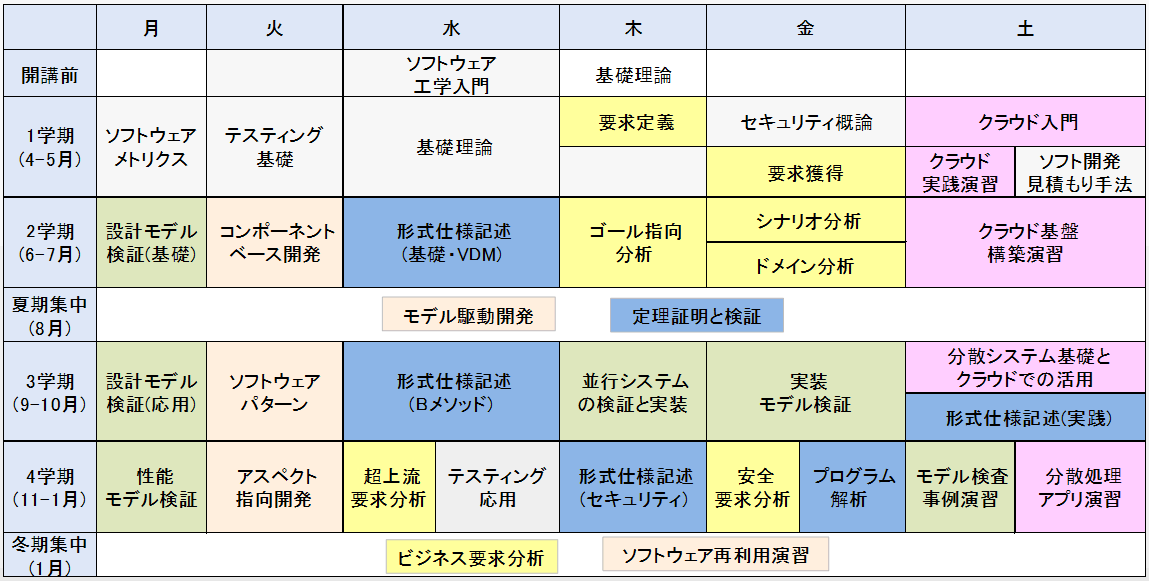 月 火 水 木 金 土
開講前
ソフトウェア
工学入門
基礎理論
1学期
(4-5月)
ソフトウェア
メトリクス
テスティング
基礎
基礎理論
要求定義
セキュリティ概論
要求獲得
クラウド入門
クラウド
実践演習
ソフト開発
見積もり手法
2学期
(6-7月)
設計モデル
検証(基礎)
コンポーネント
ベース開発
形式仕様記述
(基礎・VDM)
ゴール指向
分析
シナリオ分析
ドメイン分析
クラウド基盤
構築演習
夏期集中
(8月)
モデル駆動開発
定理証明と検証
3学期
(9-10月)
設計モデル
検証(応用)
ソフトウェア
パターン
形式仕様記述
(Bメソッド)
並行システム
の検証と実装
実装
モデル検証
分散システム基礎と
クラウドでの活用
形式仕様記述(実践)
4学期
(11-1月)
性能
モデル検証
アスペクト
指向開発
超上流
要求分析
テスティング
応用
形式仕様記述
(セキュリティ)
安全
要求分析
プログラム
解析
モデル検査
事例演習
分散処理
アプリ演習
冬期集中
(1月)
ビジネス要求分析
ソフトウェア再利用演習